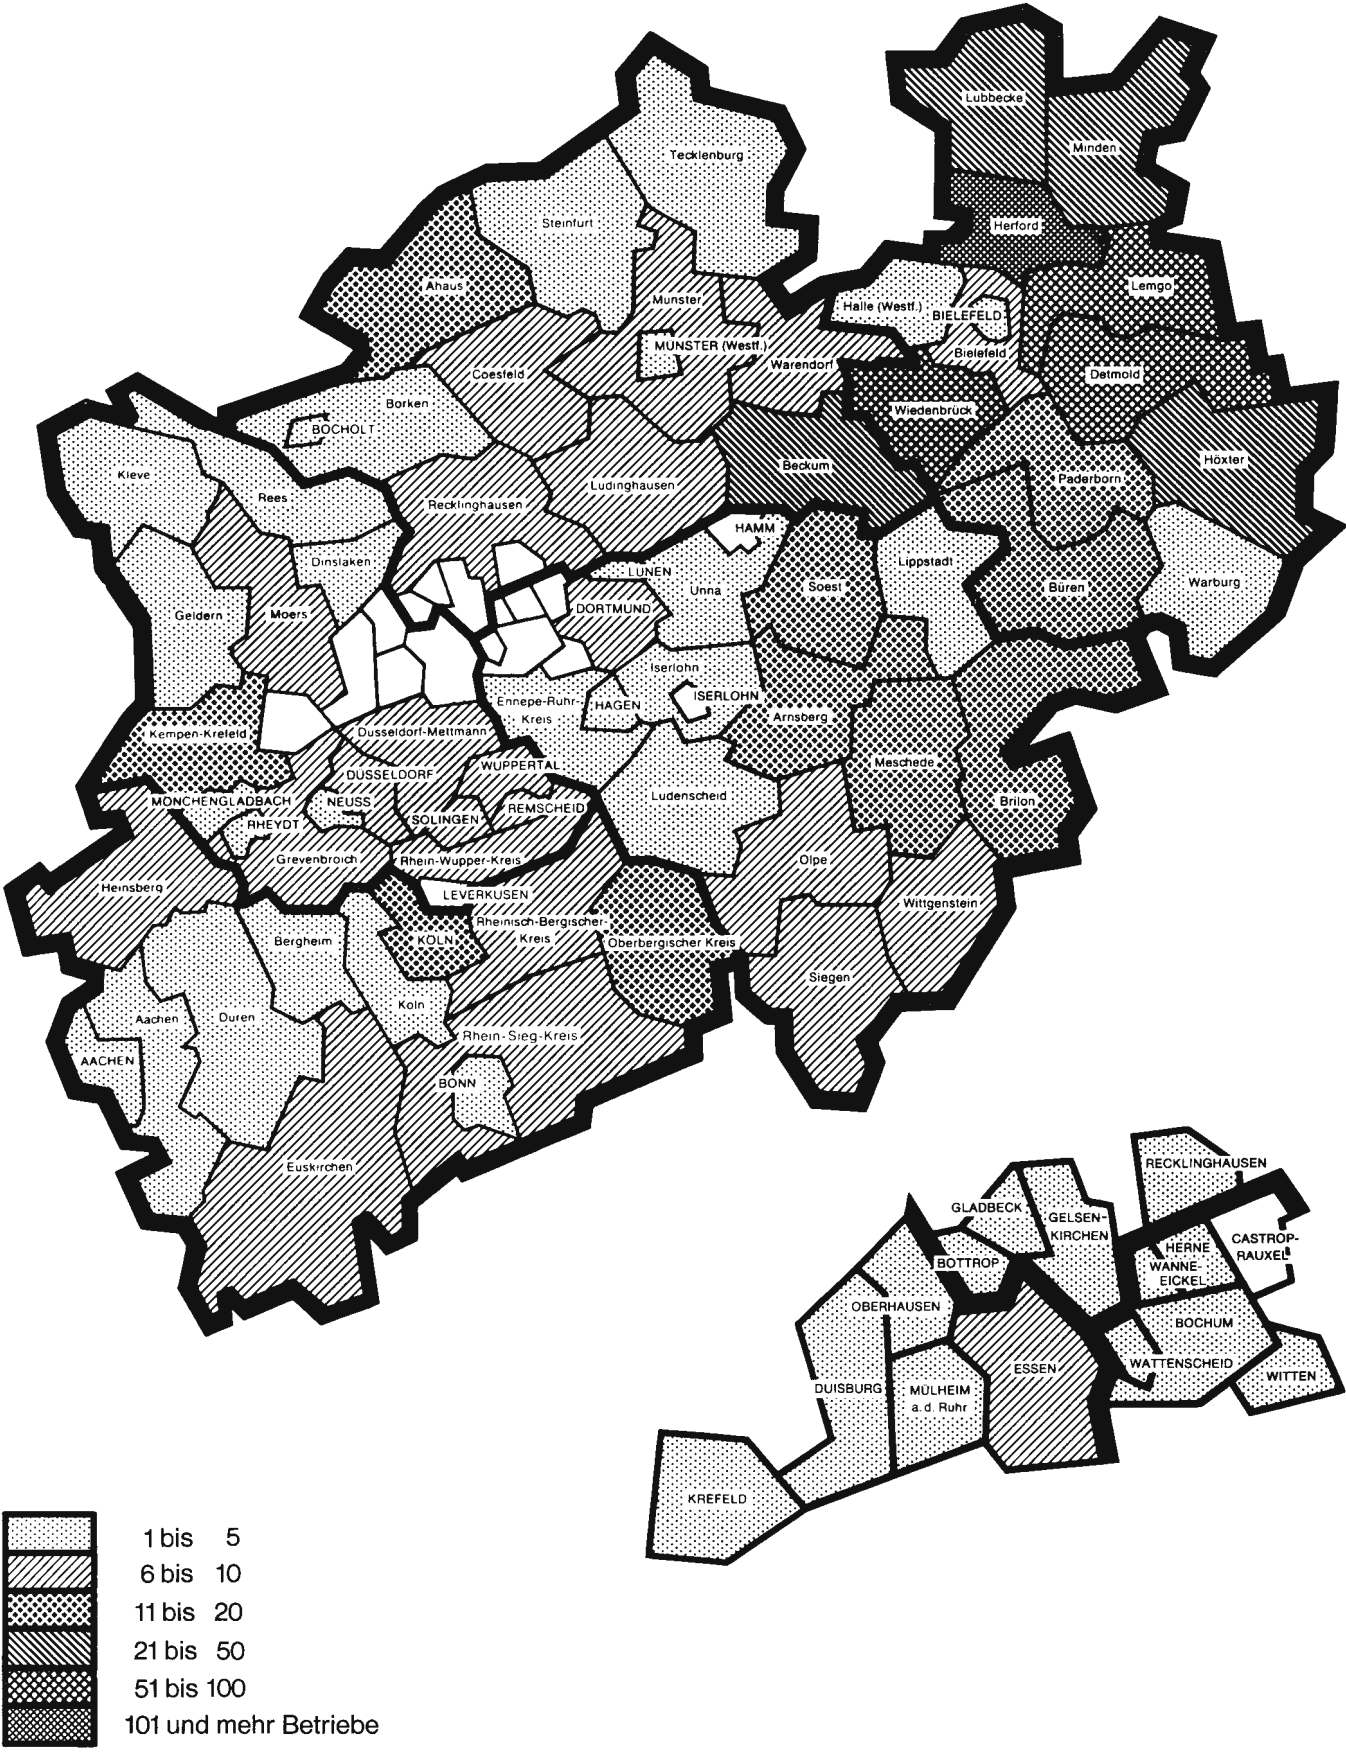 Lubbecke
Minden
Tecklenburg
Steinfurt
Herford
Ahaus
Lemgo
Munster
Halle (Westf.)
BIELEFELD
MÜNSTER (Westf.)
Bielefeld
Warendorf
Coesfeld
Detmold
Borken
Wiedenbrück
BOCHOLT
Höxter
Beckum
Kleve
Paderborn
Ludinghausen
Rees
Recklinghausen
HAMM
Dinslaken
Lippstadt
LÜNEN
Unna
Soest
Büren
Warburg
Geldern
Moers
DORTMUND
Iserlohn
ISERLOHN
Ennepe-Ruhr-
Kreis
HAGEN
Arnsberg
Kempen-Krefeld
Dusseldorf-Mettmann
Meschede
WUPPERTAL
DÜSSELDORF
Ludenscheid
MÖNCHENGLADBACH
NEUSS
Brilon
REMSCHEID
SOLINGEN
RHEYDT
Grevenbroich
Rhein-Wupper-Kreis
Olpe
Heinsberg
LEVERKUSEN
Wittgenstein
Rheinisch-Bergischer-
Kreis
Bergheim
KÖLN
Oberbergischer Kreis
Siegen
Koln
Aachen
Duren
Rhein-Sieg-Kreis
AACHEN
BONN
Euskirchen
RECKLINGHAUSEN
GLADBECK
GELSEN-
KIRCHEN
CASTROP-
RAUXEL
HERNE
WANNE-
EICKEL
BOTTROP
OBERHAUSEN
BOCHUM
WATTENSCHEID
ESSEN
WITTEN
DUISBURG
MÜLHEIM
a. d. Ruhr
KREFELD
1 bis 5
6 bis 10
11 bis 20
21 bis 50
51 bis 100
101 und mehr Betriebe